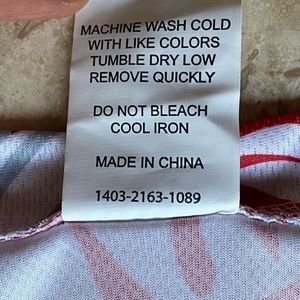 MACHINE WASH COLD
WITH LIKE COLORS
TUMBLE DRY LOW
REMOVE QUICKLY
DO NOT BLEACH
COOL IRON
MADE IN CHINA
1403-2163-1089